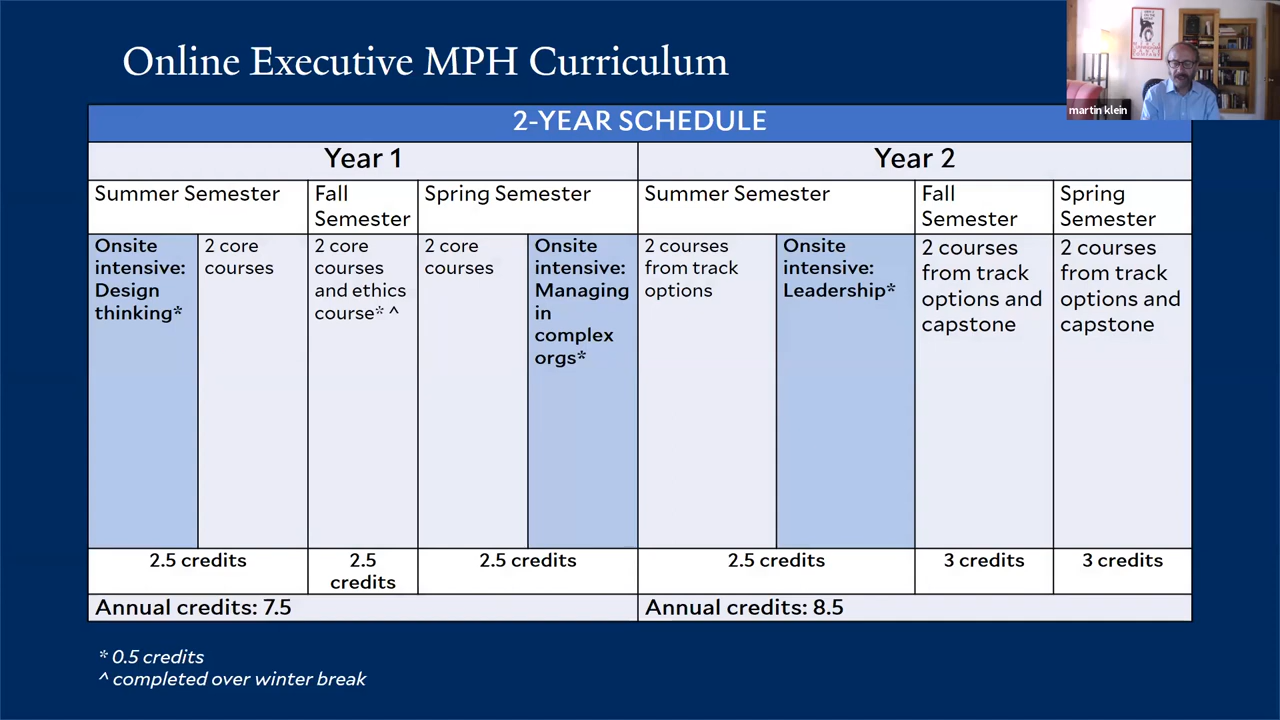 Online Executive MPH Curriculum
martin klein
2-YEAR SCHEDULE
Year 1
Year 2
Summer Semester
Fall
Semester
Spring Semester
Summer Semester
Fall
Semester
Spring
Semester
Onsite
intensive:
Design
thinking*
2 core
courses
2 core
courses
and ethics
course* ^
2 core
courses
Onsite
intensive:
Managing
in
complex
orgs*
2 courses
from track
options
Onsite
intensive:
Leadership*
2 courses
from track
options and
capstone
2 courses
from track
options and
capstone
2.5 credits
2.5
credits
2.5 credits
2.5 credits
3 credits
3 credits
Annual credits: 7.5
Annual credits: 8.5
* 0.5 credits
^ completed over winter break